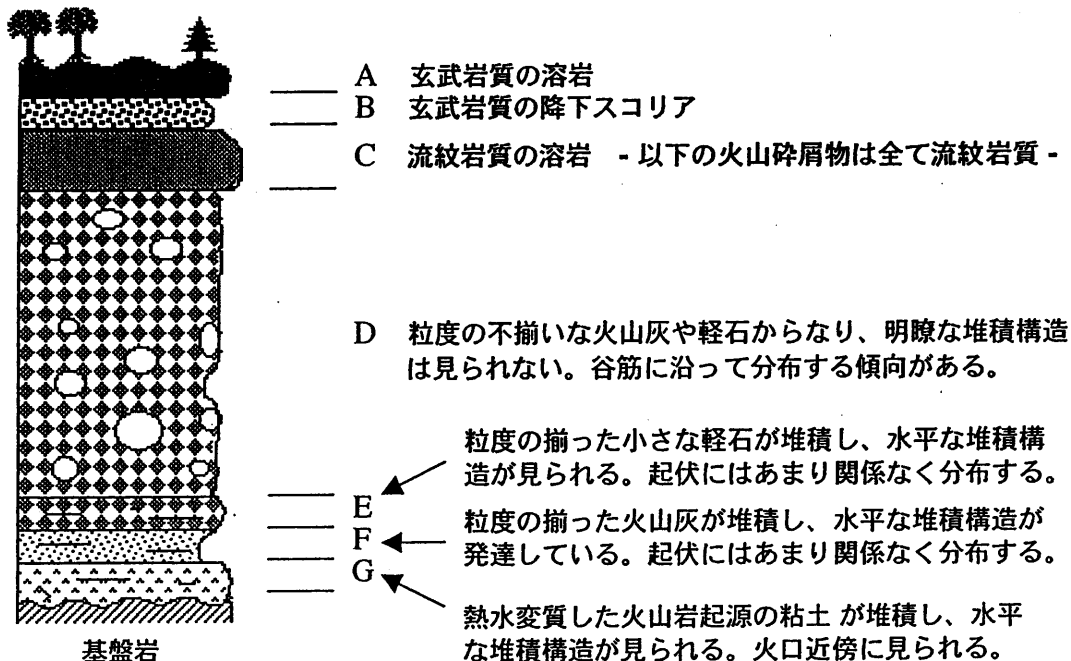 A 玄武岩質の溶岩
B 玄武岩質の降下スコリア
C 流紋岩質の溶岩 - 以下の火山砕屑物は全て流紋岩質 -
D 粒度の不揃いな火山灰や軽石からなり、明瞭な堆積構造
は見られない。谷筋に沿って分布する傾向がある。
粒度の揃った小さな軽石が堆積し、水平な堆積構
造が見られる。起伏にはあまり関係なく分布する。
E
粒度の揃った火山灰が堆積し、水平な堆積構造が
F
発達している。起伏にはあまり関係なく分布する。
G
熱水変質した火山岩起源の粘土 が堆積し、水平
な堆積構造が見られる。火口近傍に見られる。
基盤岩